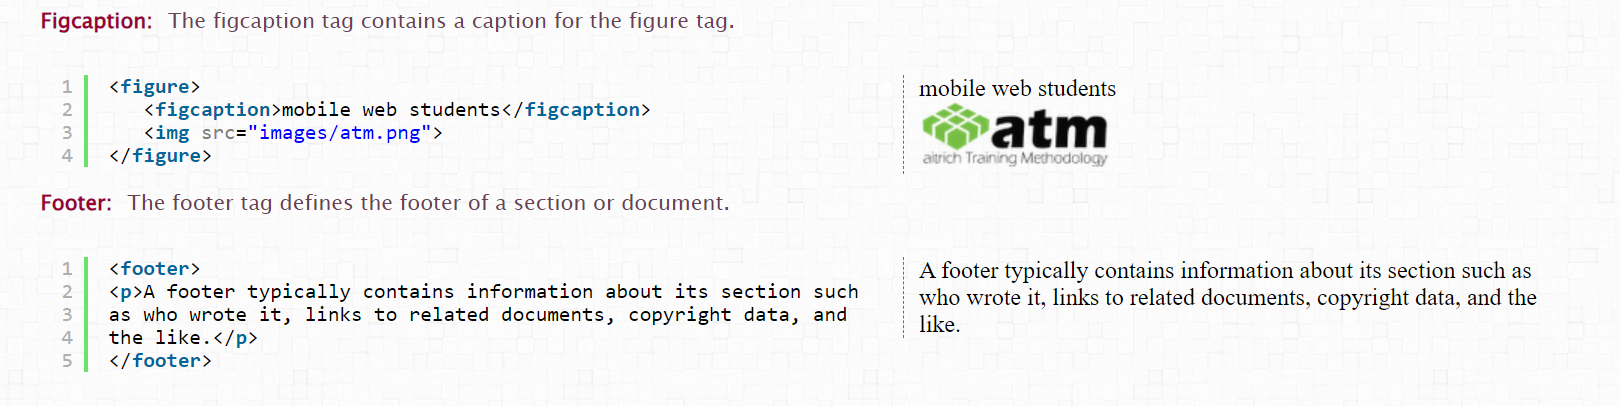 Figcaption: The figcaption tag contains a caption for the figure tag.
1 <figure>
2 <figcaption>mobile web students</figcaption>
3 <img src="images/atm.png">
4 </figure>
mobile web students
atm
aitrich Training Methodology
Footer: The footer tag defines the footer of a section or document.
1 <footer>
2 <p>A footer typically contains information about its section such
3 as who wrote it, links to related documents, copyright data, and
4 the like.</p>
5 </footer>
A footer typically contains information about its section such as
who wrote it, links to related documents, copyright data, and the
like.